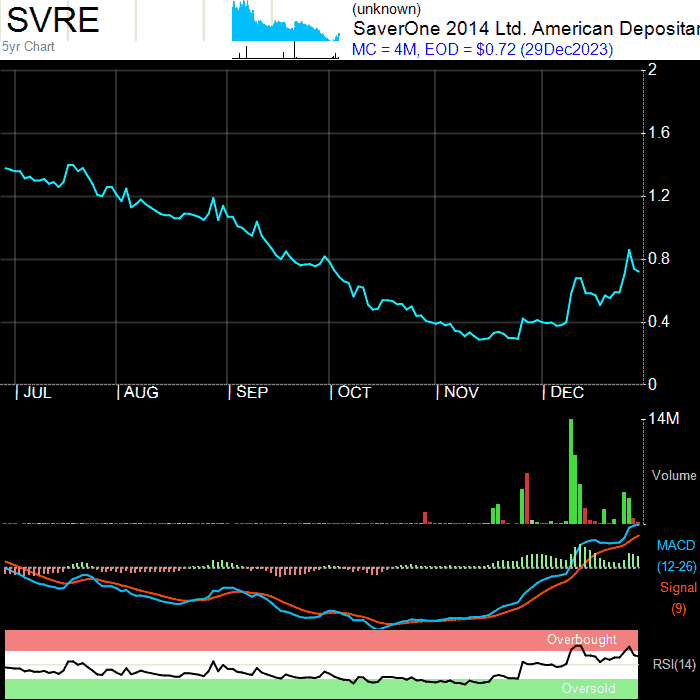 SVRE
5yr Chart
(unknown)
SaverOne 2014 Ltd. American Depositar
MC = 4M, EOD = $0.72 (29Dec2023)
2
1.6
1.2
0.8
0.4
0
JUL AUG SEP OCT NOV DEC
14M
Volume
MACD
(12-26)
Signal
(9)
Overbought
RSI(14)
Oversold